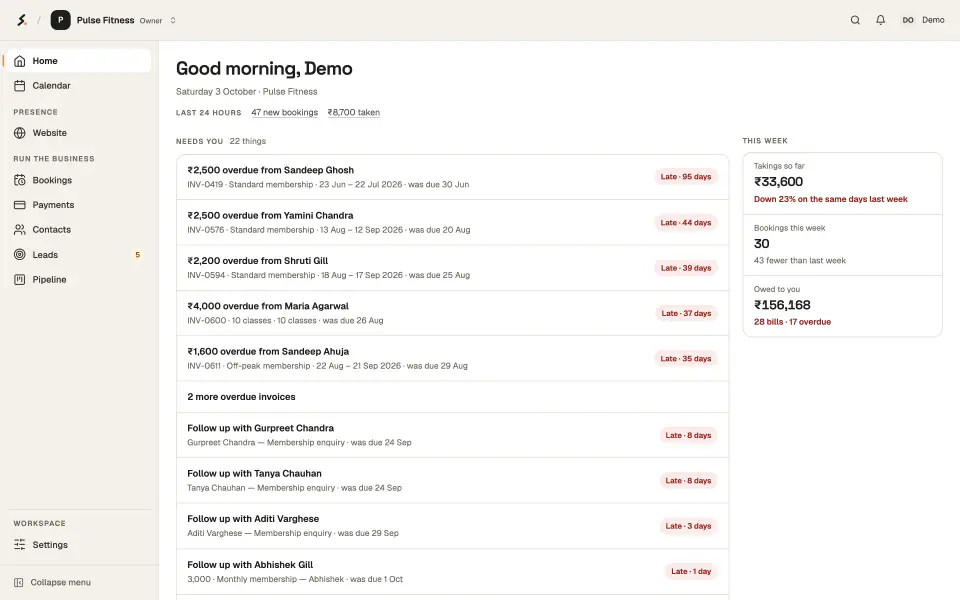 / P Pulse Fitness Owner
DO Demo
Home
Calendar
PRESENCE
Website
RUN THE BUSINESS
Bookings
Payments
Contacts
Leads 5
Pipeline
WORKSPACE
Settings
Collapse menu
Good morning, Demo
Saturday 3 October · Pulse Fitness
LAST 24 HOURS 47 new bookings ₹8,700 taken
NEEDS YOU 22 things
₹2,500 overdue from Sandeep Ghosh
INV-0419 · Standard membership · 23 Jun – 22 Jul 2026 · was due 30 Jun
Late · 95 days
₹2,500 overdue from Yamini Chandra
INV-0576 · Standard membership · 13 Aug – 12 Sep 2026 · was due 20 Aug
Late · 44 days
₹2,200 overdue from Shruti Gill
INV-0594 · Standard membership · 18 Aug – 17 Sep 2026 · was due 25 Aug
Late · 39 days
₹4,000 overdue from Maria Agarwal
INV-0600 · 10 classes · 10 classes · was due 26 Aug
Late · 37 days
₹1,600 overdue from Sandeep Ahuja
INV-0611 · Off-peak membership · 22 Aug – 21 Sep 2026 · was due 29 Aug
Late · 35 days
2 more overdue invoices
Follow up with Gurpreet Chandra
Gurpreet Chandra — Membership enquiry · was due 24 Sep
Late · 8 days
Follow up with Tanya Chauhan
Tanya Chauhan — Membership enquiry · was due 24 Sep
Late · 8 days
Follow up with Aditi Varghese
Aditi Varghese — Membership enquiry · was due 29 Sep
Late · 3 days
Follow up with Abhishek Gill
3,000 · Monthly membership — Abhishek · was due 1 Oct
Late · 1 day
THIS WEEK
Takings so far
₹33,600
Down 23% on the same days last week
Bookings this week
30
43 fewer than last week
Owed to you
₹156,168
28 bills · 17 overdue